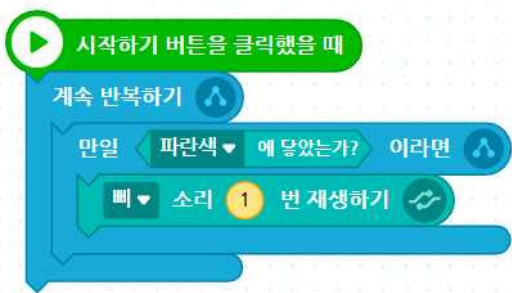 시작하기 버튼을 클릭했을 때
계속 반복하기
만일 파란색 에 닿았는가? 이라면
삐 소리 1 번 재생하기